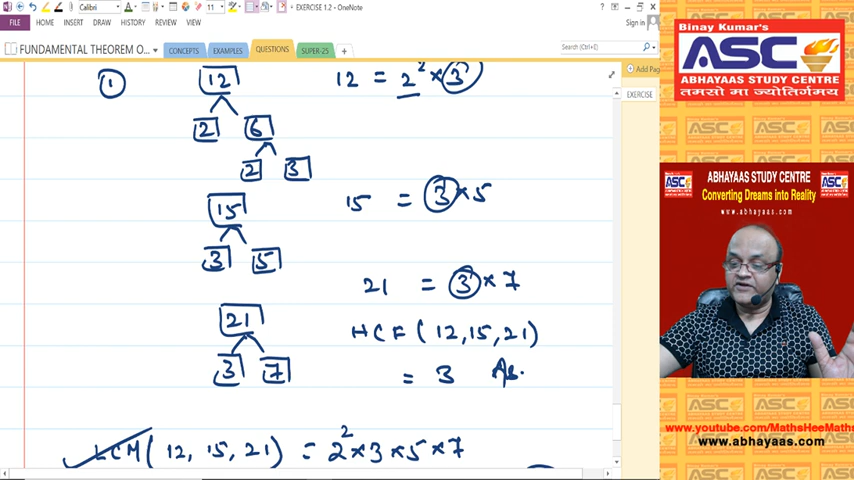 Calibri 11
EXERCISE 1.2 - OneNote
FILE HOME INSERT DRAW HISTORY REVIEW VIEW
Sign in
FUNDAMENTAL THEOREM O... CONCEPTS EXAMPLES QUESTIONS SUPER-25 +
Search (Ctrl+E)
Add Pag
EXERCISE
1 12 12 = 2² × 3
2 6
2 3
15 15 = 3 × 5
3 5
21 = 3 × 7
21 HCF (12, 15, 21)
3 7 = 3 As.
LCM (12, 15, 21) = 2² × 3 × 5 × 7
Binay Kumar's
ASC
ABHAYAAS STUDY CENTRE
तमसो मा ज्योतिर्गमय
ASC
ABHAYAAS STUDY CENTRE
Converting Dreams into Reality
www.abhayaas.com
www.youtube.com/MathsHeeMaths
www.abhayaas.com